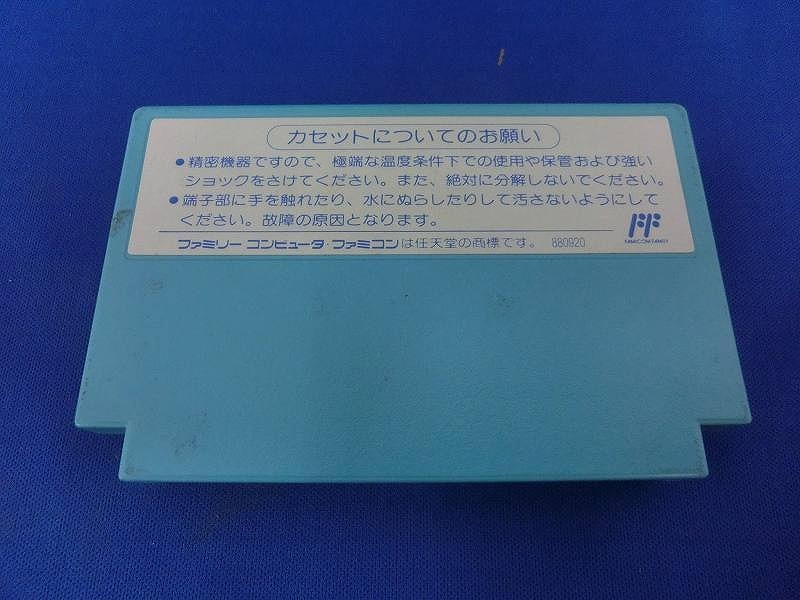 カセットについてのお願い
●精密機器ですので、極端な温度条件下での使用や保管および強い
ショックをさけてください。また、絶対に分解しないでください。
●端子部に手を触れたり、水にぬらしたりして汚さないようにして
ください。故障の原因となります。
FF
FAMICOM FAMILY
ファミリー コンピュータ・ファミコンは任天堂の商標です。 880920